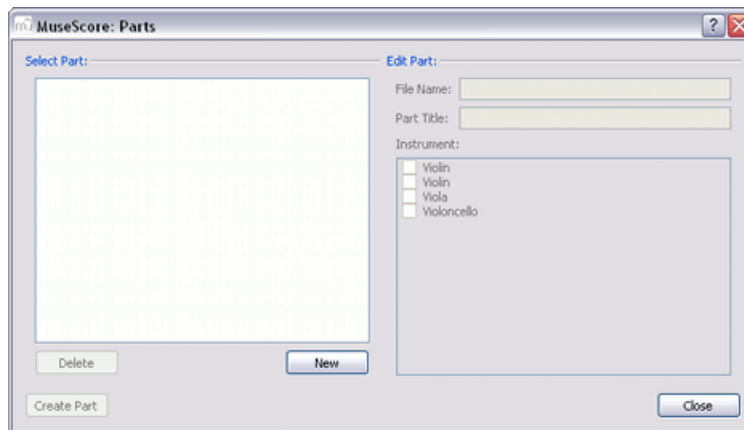 MuseScore: Parts
Select Part:
Delete
New
Create Part
Edit Part:
File Name:
Part Title:
Instrument:
Violin
Violin
Viola
Violoncello
Close